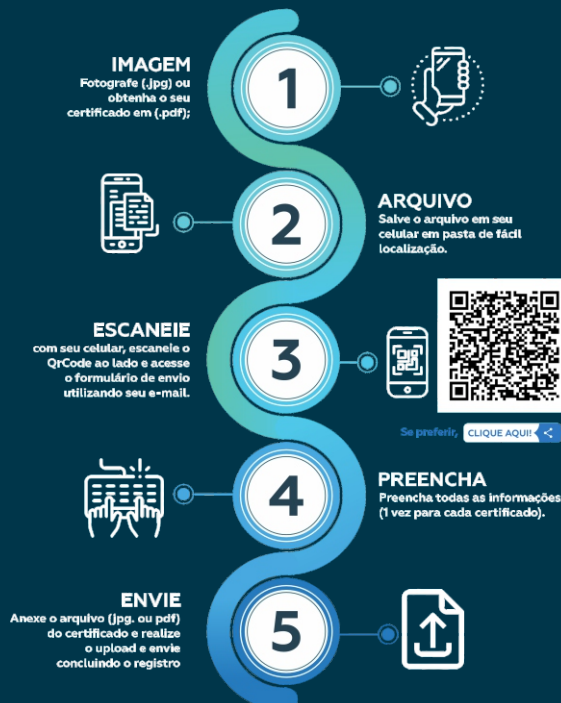 1
IMAGEM
Fotografe (.jpg) ou
obtenha o seu
certificado em (.pdf);
2
ARQUIVO
Salve o arquivo em seu
celular em pasta de fácil
localização.
3
ESCANEIE
com seu celular, escaneie o
QrCode ao lado e acesse
o formulário de envio
utilizando seu e-mail.
Se preferir, CLIQUE AQUI!
4
PREENCHA
Preencha todas as informações
(1 vez para cada certificado).
5
ENVIE
Anexe o arquivo (jpg. ou pdf)
do certificado e realize
o upload e envie
concluindo o registro